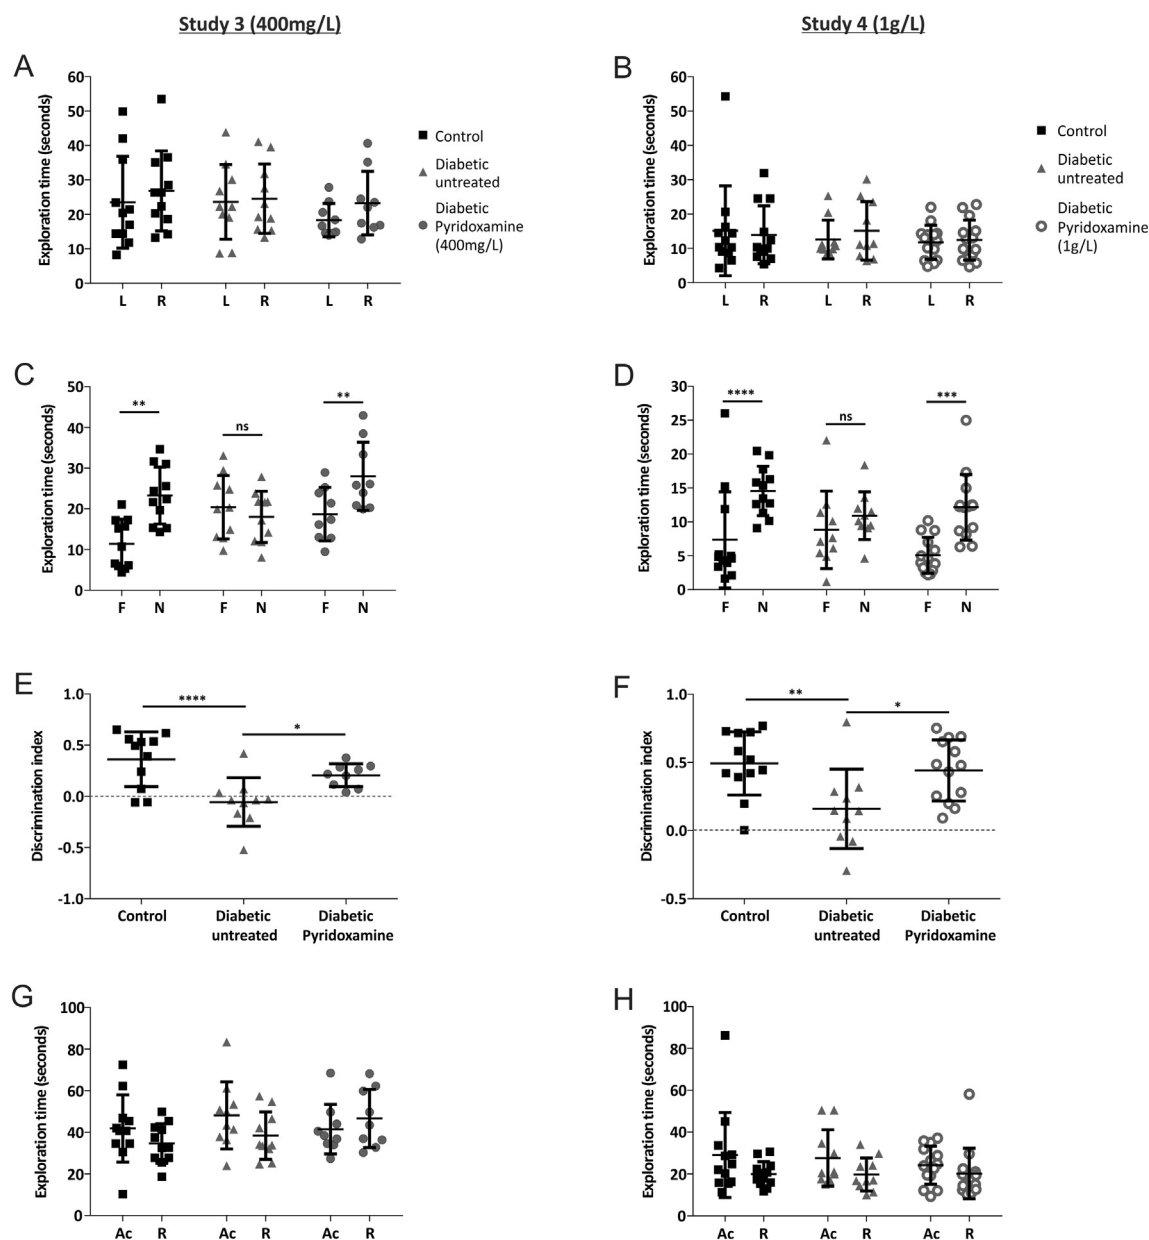 Study 3 (400mg/L)
Study 4 (1g/L)
A
Exploration time (seconds)
60
50
40
30
20
10
0
L R L R L R
Control
Diabetic
untreated
Diabetic
Pyridoxamine
(400mg/L)
B
Exploration time (seconds)
60
50
40
30
20
10
0
L R L R L R
Control
Diabetic
untreated
Diabetic
Pyridoxamine
(1g/L)
C
Exploration time (seconds)
50
40
30
20
10
0
** ns **
F N F N F N
D
Exploration time (seconds)
30
25
20
15
10
5
0
**** ns ***
F N F N F N
E
Discrimination index
1.0
0.5
0.0
-0.5
-1.0
**** *
Control Diabetic Diabetic
untreated Pyridoxamine
F
Discrimination index
1.0
0.5
0.0
-0.5
** *
Control Diabetic Diabetic
untreated Pyridoxamine
G
Exploration time (seconds)
100
80
60
40
20
0
Ac R Ac R Ac R
H
Exploration time (seconds)
100
80
60
40
20
0
Ac R Ac R Ac R